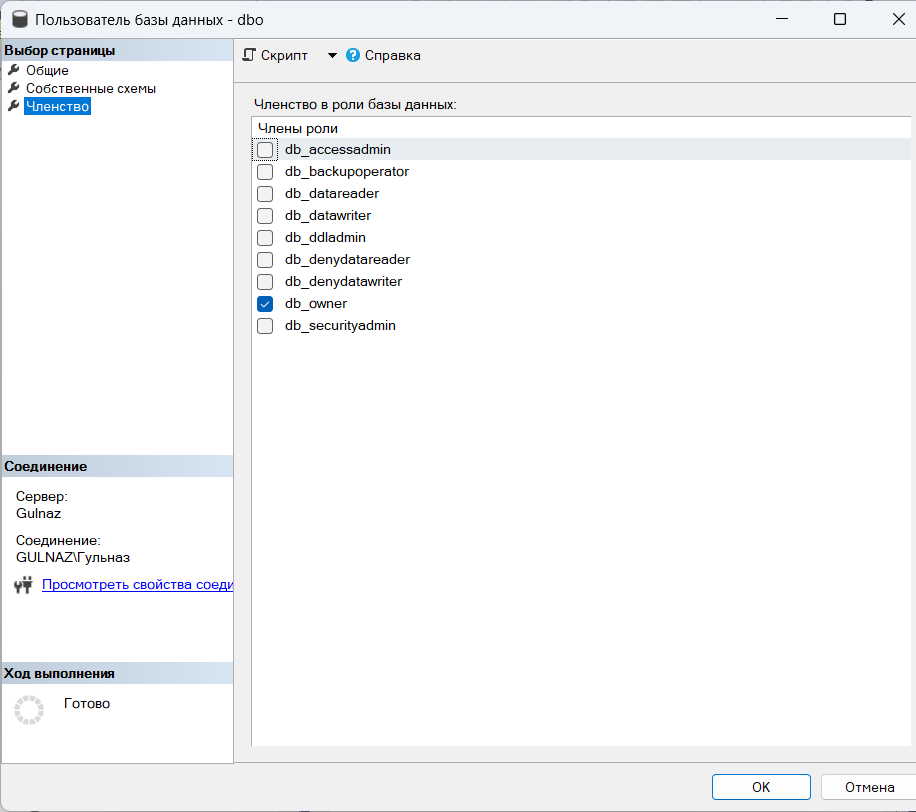 Пользователь базы данных - dbo
Выбор страницы
Общие
Собственные схемы
Членство
Скрипт
Справка
Членство в роли базы данных:
Члены роли
db_accessadmin
db_backupoperator
db_datareader
db_datawriter
db_ddladmin
db_denydatareader
db_denydatawriter
db_owner
db_securityadmin
Соединение
Сервер:
Gulnaz
Соединение:
GULNAZ\Гульназ
Просмотреть свойства соеди
Ход выполнения
Готово
OK
Отмена